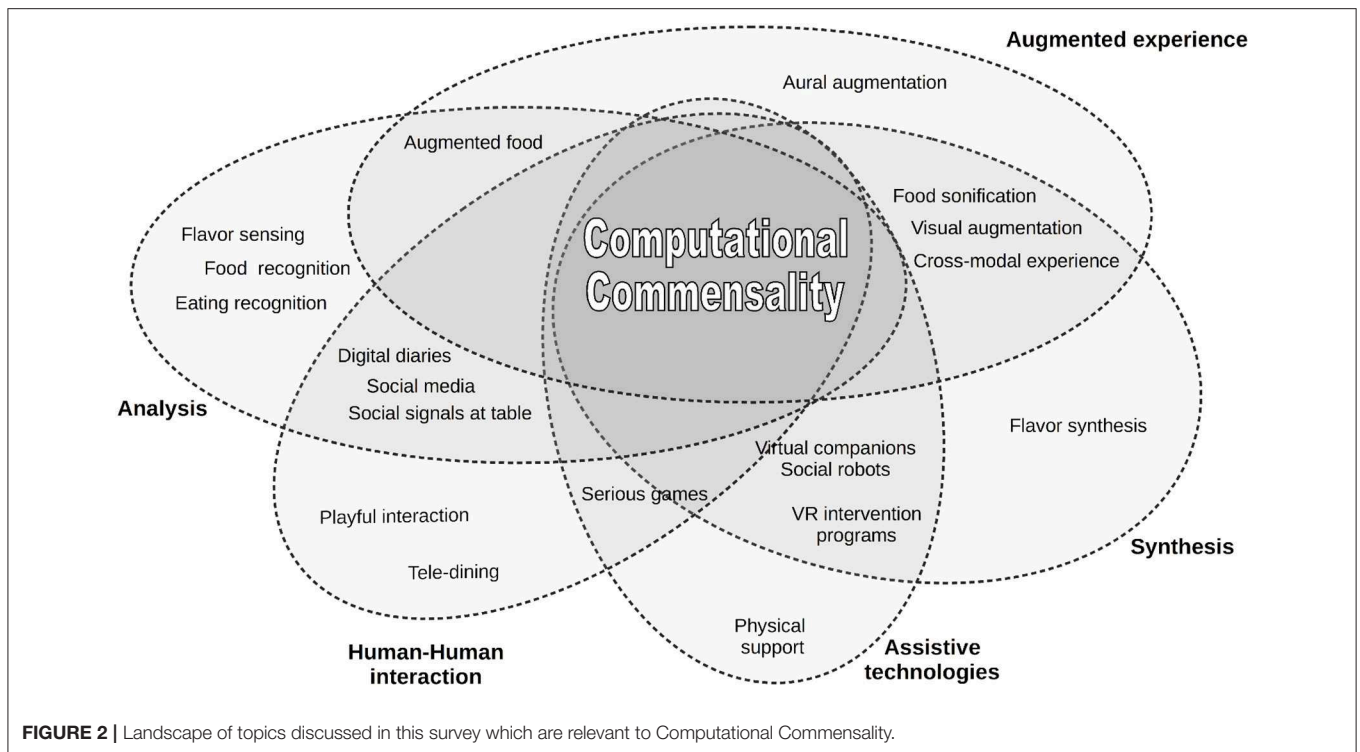 Augmented experience
Aural augmentation
Augmented food
Food sonification
Visual augmentation
Cross-modal experience
Flavor sensing
Food recognition
Eating recognition
Computational
Commensality
Digital diaries
Social media
Social signals at table
Analysis
Flavor synthesis
Virtual companions
Social robots
Serious games
VR intervention
programs
Playful interaction
Synthesis
Tele-dining
Physical
support
Human-Human
interaction
Assistive
technologies
FIGURE 2 | Landscape of topics discussed in this survey which are relevant to Computational Commensality.